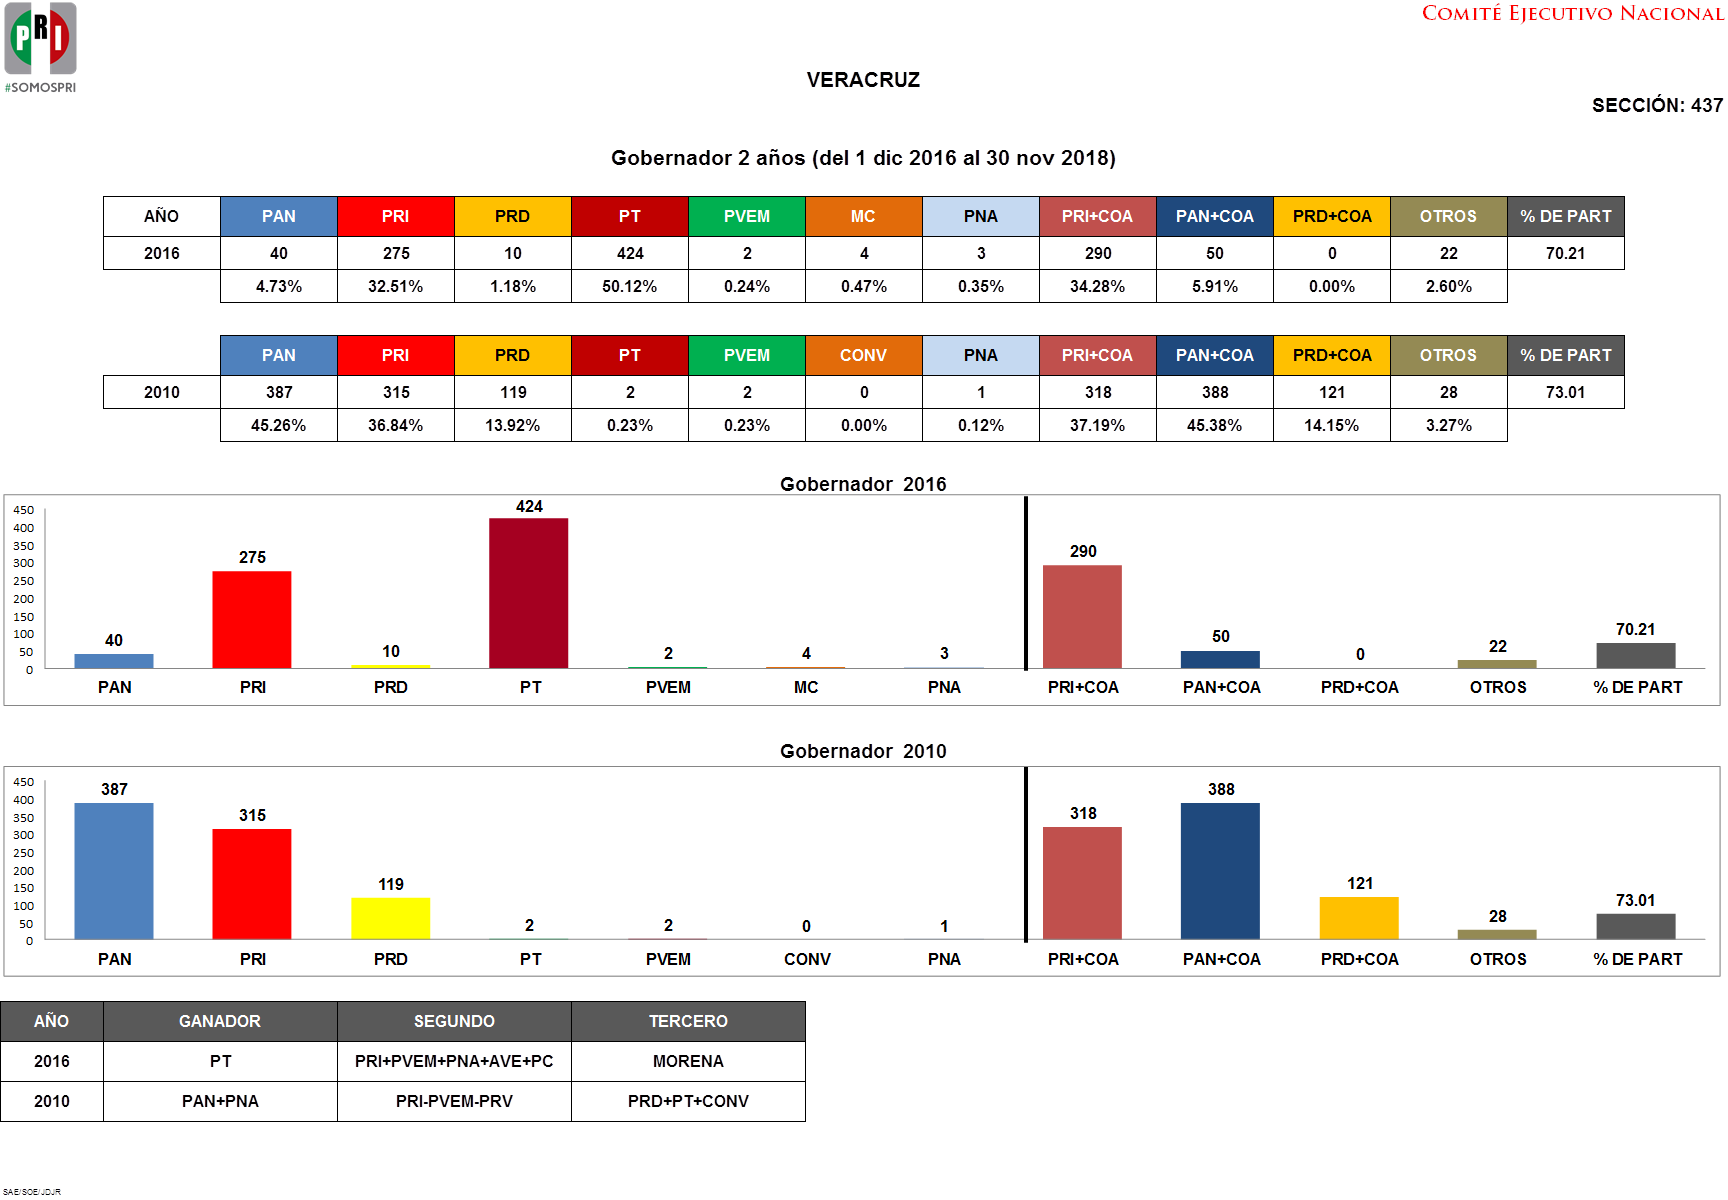 PRI
#SOMOSPRI
COMITÉ EJECUTIVO NACIONAL
VERACRUZ
SECCIÓN: 437
Gobernador 2 años (del 1 dic 2016 al 30 nov 2018)
AÑO PAN PRI PRD PT PVEM MC PNA PRI+COA PAN+COA PRD+COA OTROS % DE PART
2016 40 275 10 424 2 4 3 290 50 0 22 70.21
4.73% 32.51% 1.18% 50.12% 0.24% 0.47% 0.35% 34.28% 5.91% 0.00% 2.60%
PAN PRI PRD PT PVEM CONV PNA PRI+COA PAN+COA PRD+COA OTROS % DE PART
2010 387 315 119 2 2 0 1 318 388 121 28 73.01
45.26% 36.84% 13.92% 0.23% 0.23% 0.00% 0.12% 37.19% 45.38% 14.15% 3.27%
Gobernador 2016
450
400
350
300
250
200
150
100
50
0
40 275 10 424 2 4 3 290 50 0 22 70.21
PAN PRI PRD PT PVEM MC PNA PRI+COA PAN+COA PRD+COA OTROS % DE PART
Gobernador 2010
450
400
350
300
250
200
150
100
50
0
387 315 119 2 2 0 1 318 388 121 28 73.01
PAN PRI PRD PT PVEM CONV PNA PRI+COA PAN+COA PRD+COA OTROS % DE PART
AÑO GANADOR SEGUNDO TERCERO
2016 PT PRI+PVEM+PNA+AVE+PC MORENA
2010 PAN+PNA PRI-PVEM-PRV PRD+PT+CONV
SAE/SOE/JDJR